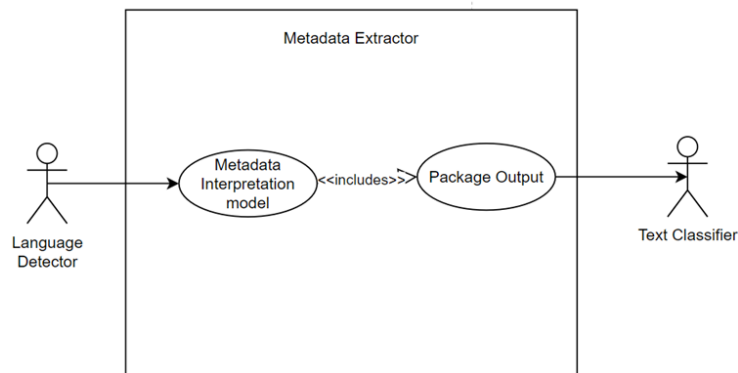 Metadata Extractor
Metadata
Interpretation
model
<<includes>>
Package Output
Language
Detector
Text Classifier